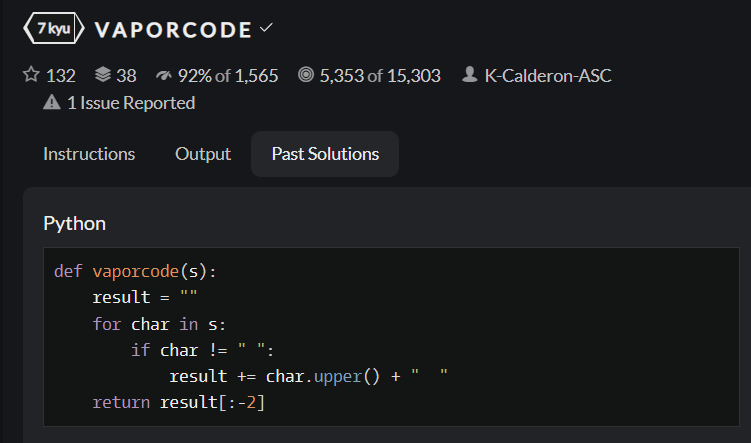 7 kyu VAPORCODE
132 38 92% of 1,565 5,353 of 15,303 K-Calderon-ASC
1 Issue Reported
Instructions Output Past Solutions
Python
def vaporcode(s):
    result = ""
    for char in s:
        if char != " ":
            result += char.upper() + "  "
    return result[:-2]